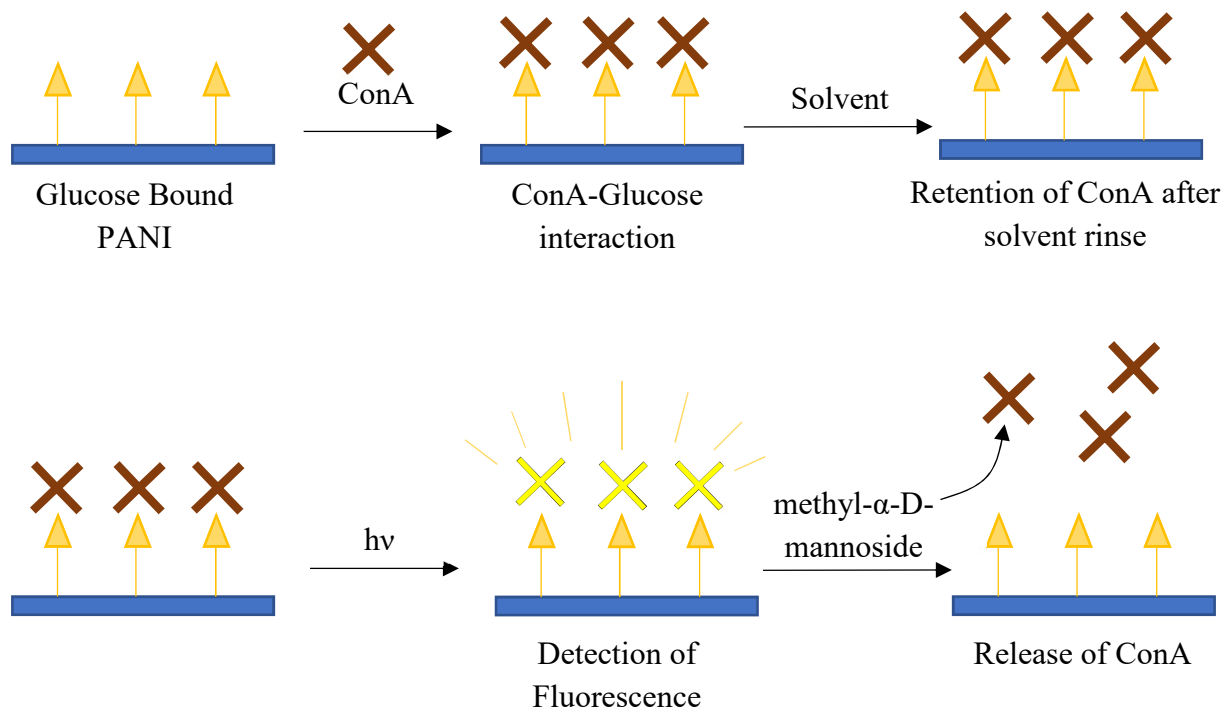 ConA
Solvent
Glucose Bound
PANI
ConA-Glucose
interaction
Retention of ConA after
solvent rinse
hν
methyl-α-D-
mannoside
Detection of
Fluorescence
Release of ConA